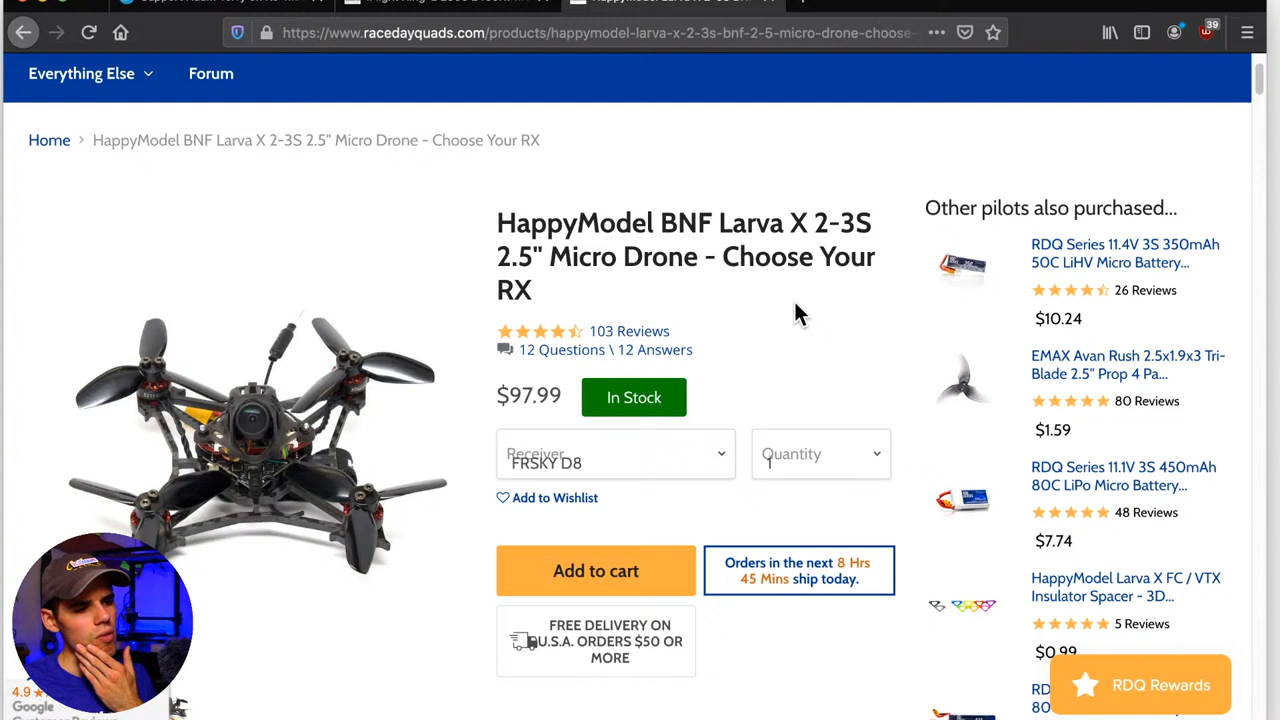 39
https://www.racedayquads.com/products/happymodel-larva-x-2-3s-bnf-2-5-micro-drone-choose-
Everything Else
Forum
Home > HappyModel BNF Larva X 2-3S 2.5" Micro Drone - Choose Your RX
HappyModel BNF Larva X 2-3S
2.5" Micro Drone - Choose Your
RX
103 Reviews
12 Questions \ 12 Answers
$97.99
In Stock
Receiver
FRSKY D8
Quantity
1
Add to Wishlist
Add to cart
Orders in the next 8 Hrs
45 Mins ship today.
FREE DELIVERY ON
U.S.A. ORDERS $50 OR
MORE
Other pilots also purchased...
RDQ Series 11.4V 3S 350mAh
50C LiHV Micro Battery...
26 Reviews
$10.24
EMAX Avan Rush 2.5x1.9x3 Tri-
Blade 2.5" Prop 4 Pa...
80 Reviews
$1.59
RDQ Series 11.1V 3S 450mAh
80C LiPo Micro Battery...
48 Reviews
$7.74
HappyModel Larva X FC / VTX
Insulator Spacer - 3D...
5 Reviews
$0.99
RD
80
RDQ Rewards
4.9
Google